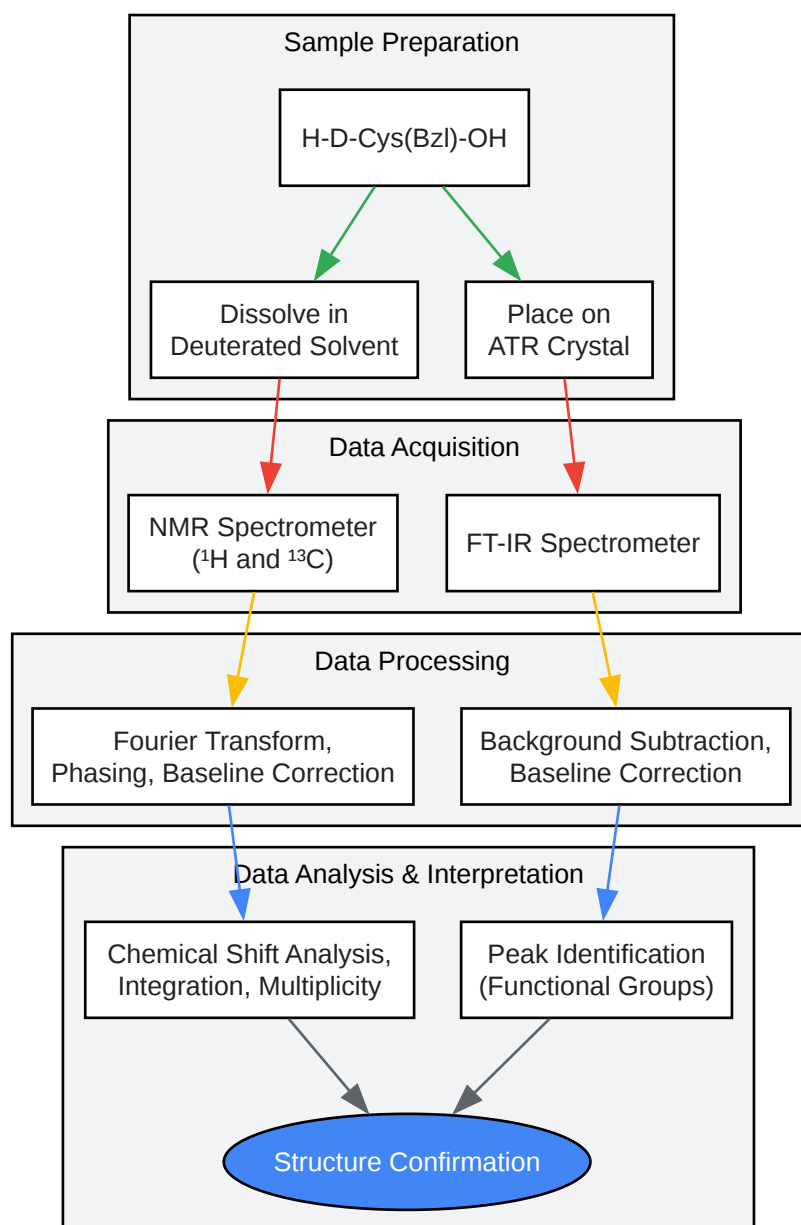 Sample Preparation
H-D-Cys(Bzl)-OH
Dissolve in
Deuterated Solvent
Place on
ATR Crystal
Data Acquisition
NMR Spectrometer
(¹H and ¹³C)
FT-IR Spectrometer
Data Processing
Fourier Transform,
Phasing, Baseline Correction
Background Subtraction,
Baseline Correction
Data Analysis & Interpretation
Chemical Shift Analysis,
Integration, Multiplicity
Peak Identification
(Functional Groups)
Structure Confirmation